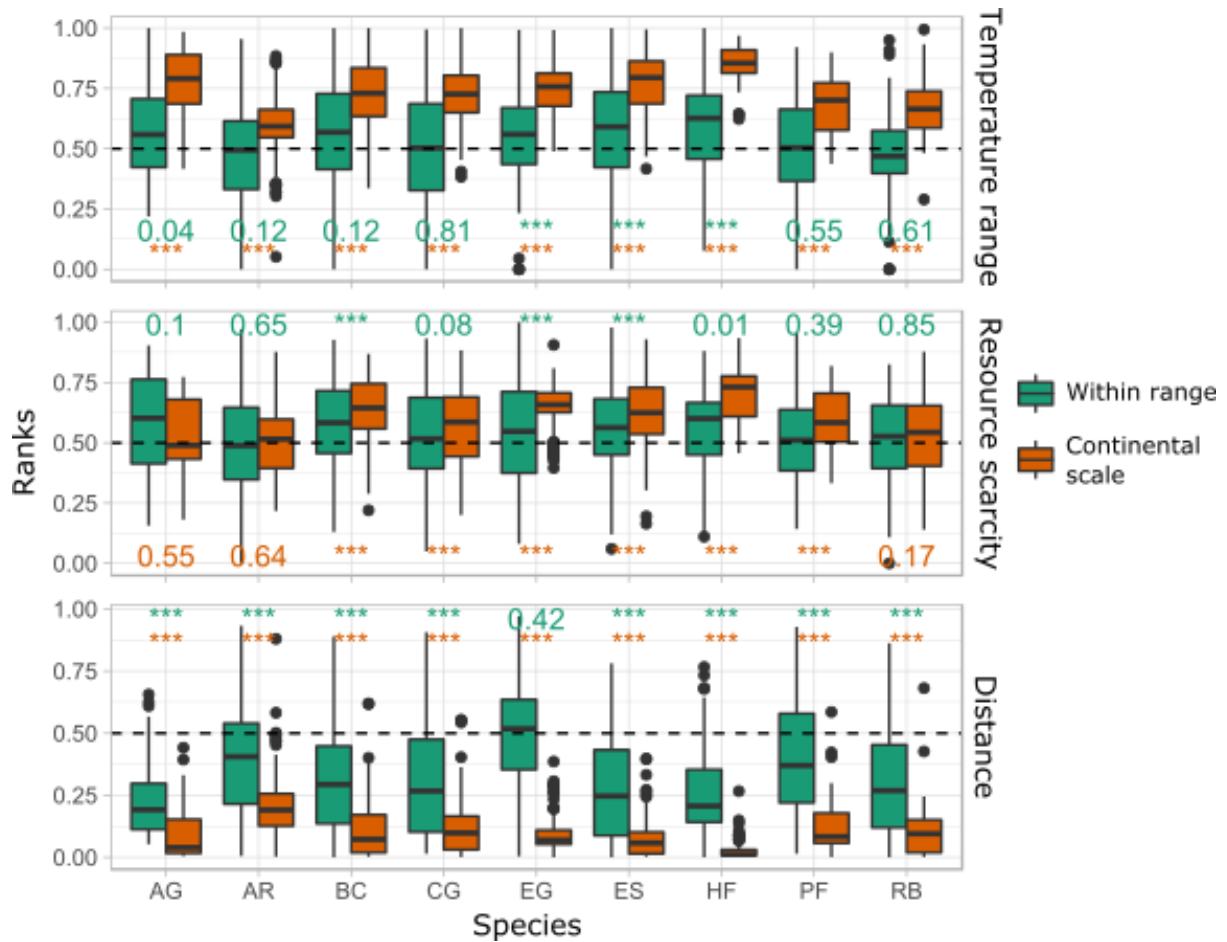 1.00
0.75
0.50
0.25
0.00
0.04 0.12 0.12 0.81 *** *** *** 0.55 0.61
*** *** *** *** *** *** *** *** ***
Temperature range
1.00
0.75
0.50
0.25
0.00
0.1 0.65 *** 0.08 *** *** 0.01 0.39 0.85
0.55 0.64 *** *** *** *** *** *** 0.17
Resource scarcity
Ranks
Within range
Continental
scale
1.00
0.75
0.50
0.25
0.00
*** *** *** *** 0.42 *** *** *** ***
*** *** *** *** *** *** *** *** ***
Distance
AG AR BC CG EG ES HF PF RB
Species